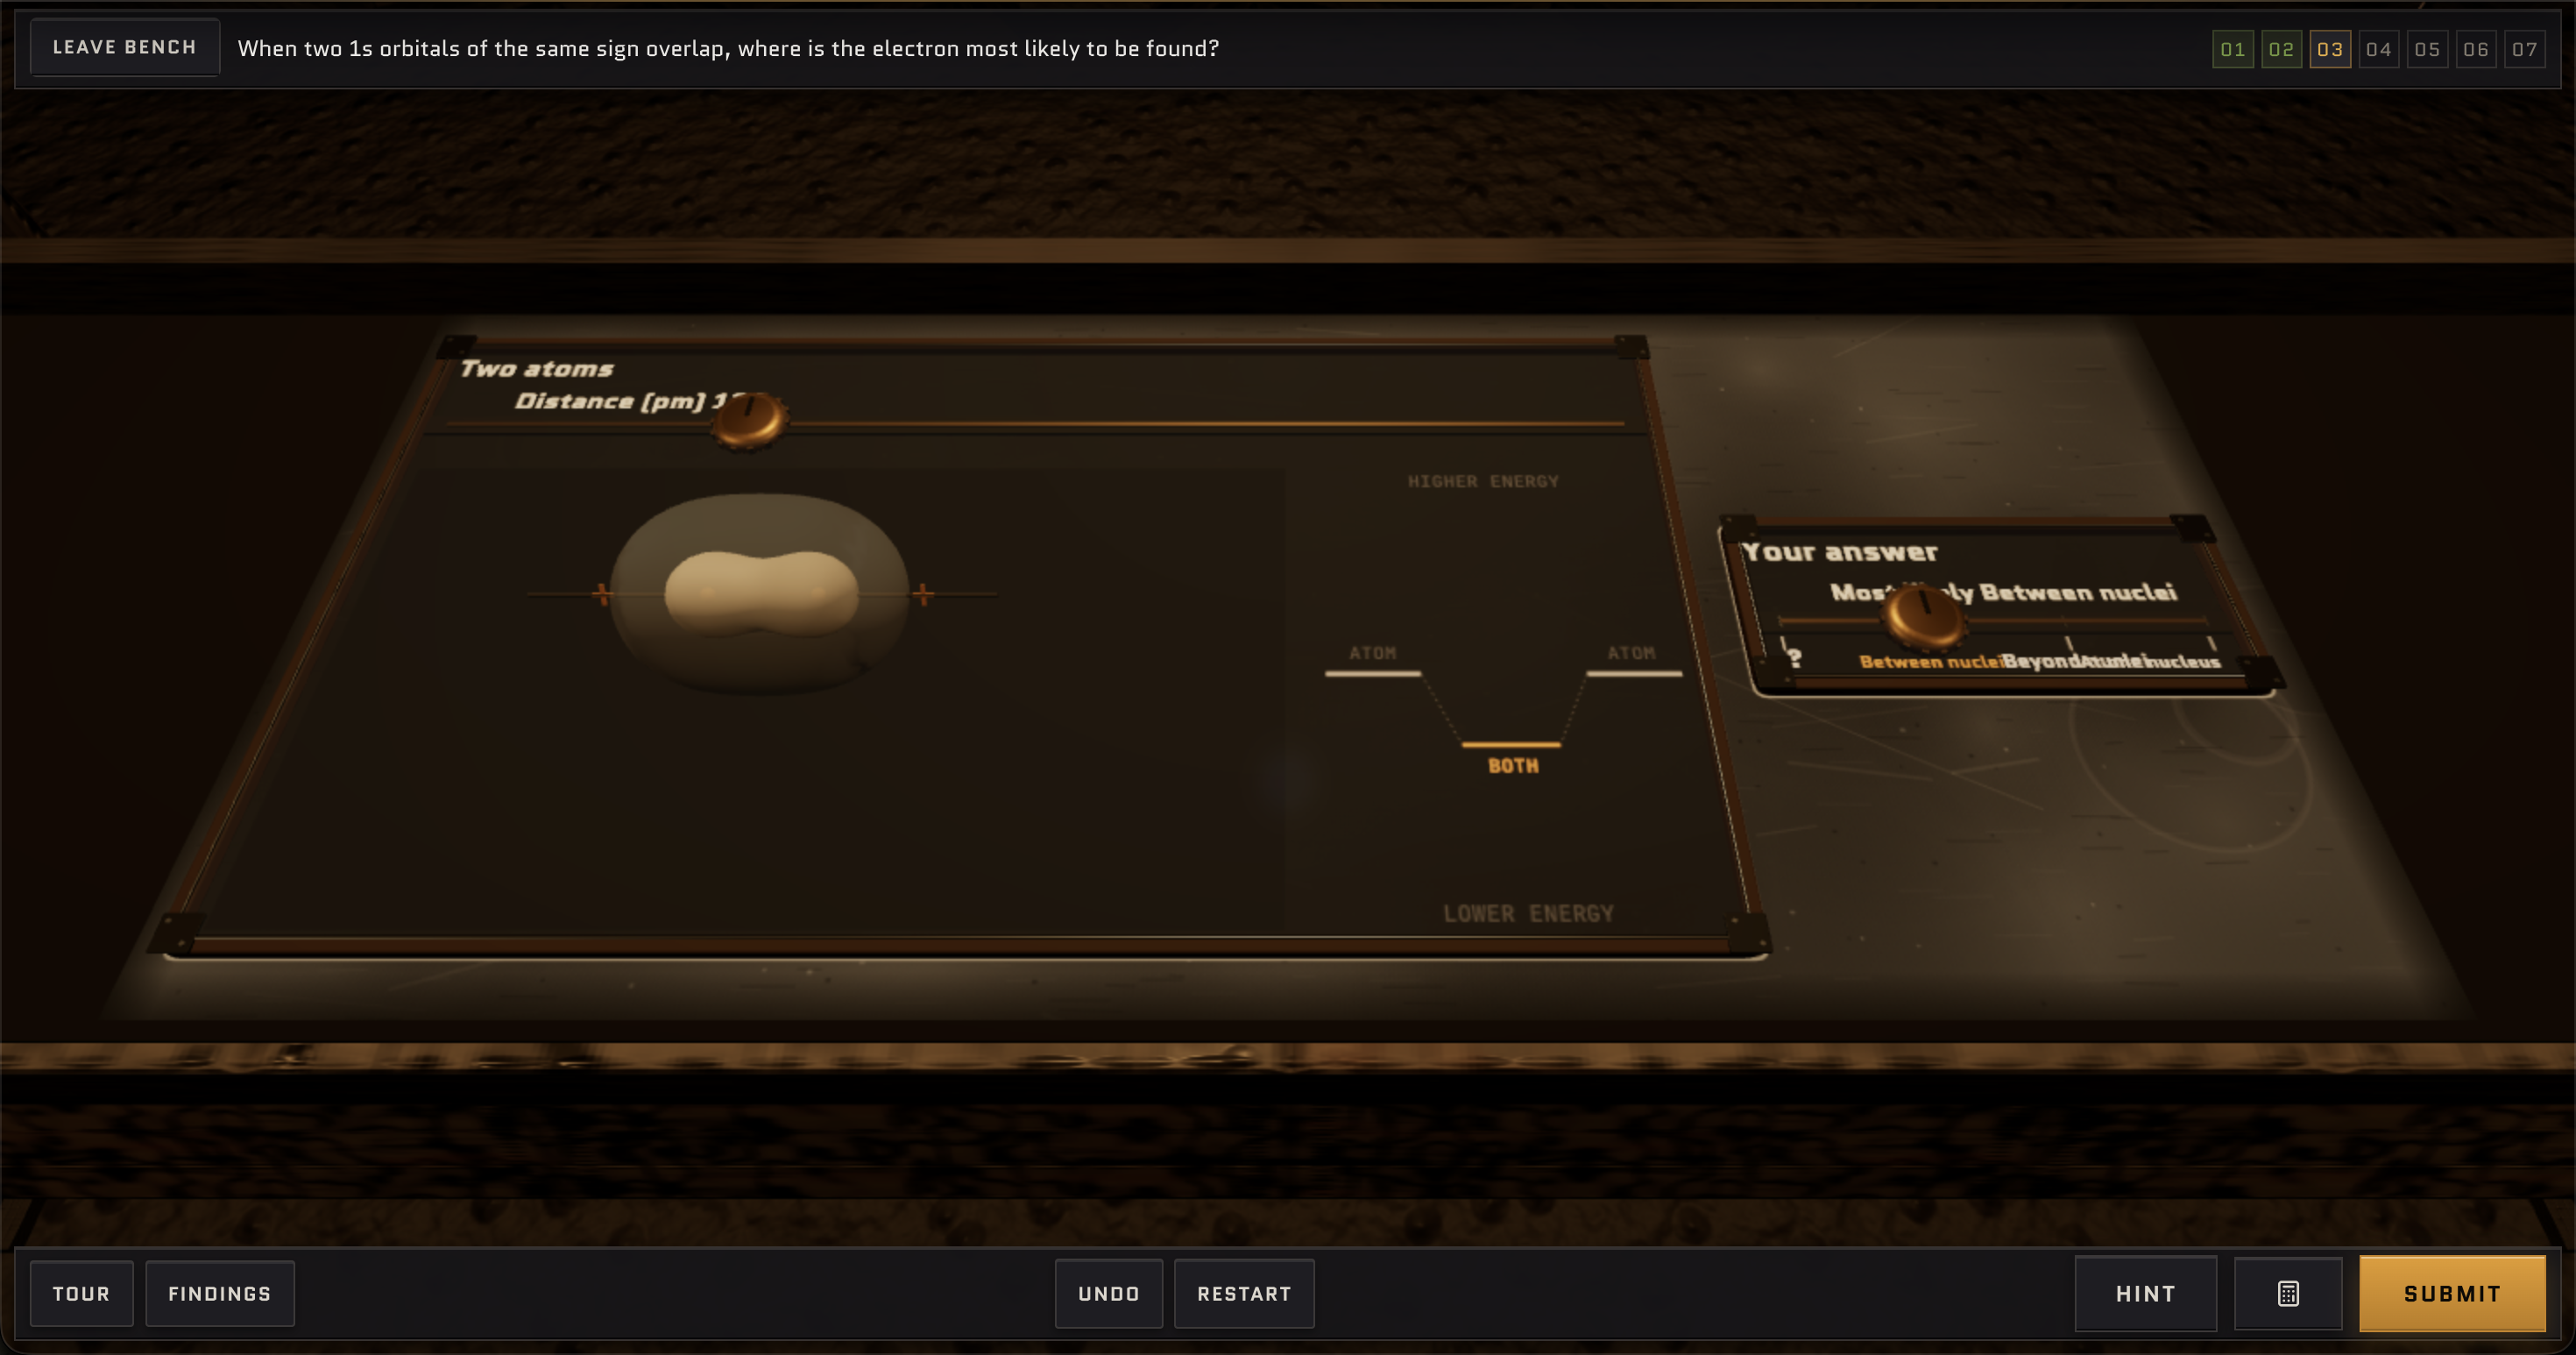 LEAVE BENCH
When two 1s orbitals of the same sign overlap, where is the electron most likely to be found?
01 02 03 04 05 06 07
Two atoms
Distance (pm)
HIGHER ENERGY
ATOM ATOM
BOTH
LOWER ENERGY
Your answer
Between nuclei
?
Between nuclei Beyond nucleus
TOUR
FINDINGS
UNDO
RESTART
HINT
SUBMIT